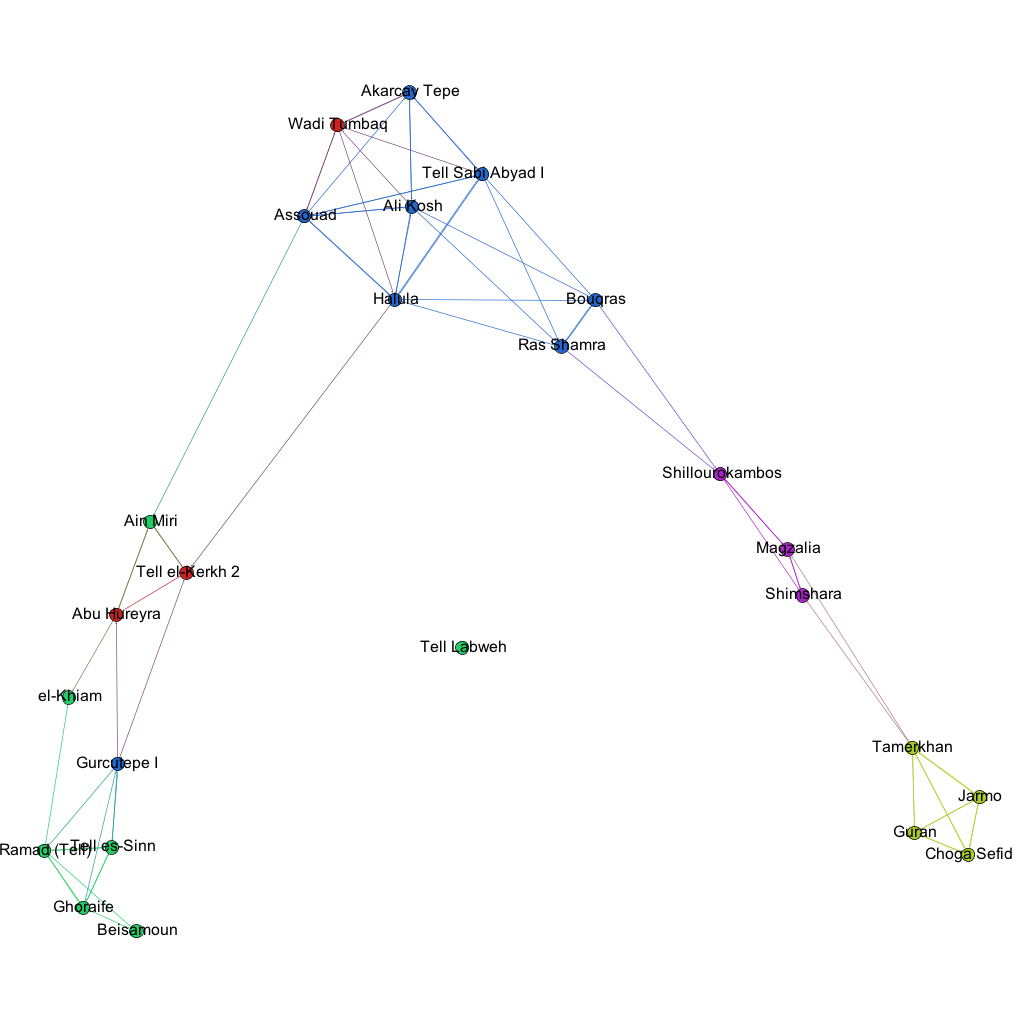 Akarcay Tepe
Wadi Tumbaq
Tell Sabi Abyad I
Ali Kosh
Assouad
Halula
Bouqras
Ras Shamra
Shillourokambos
Ain Miri
Magzalia
Tell el-Kerkh 2
Shimshara
Abu Hureyra
Tell Labweh
el-Khiam
Tamerkhan
Gurcutepe I
Jarmo
Guran
Ramad (Tell)
Tell es-Sinn
Choga Sefid
Ghoraife
Beisamoun